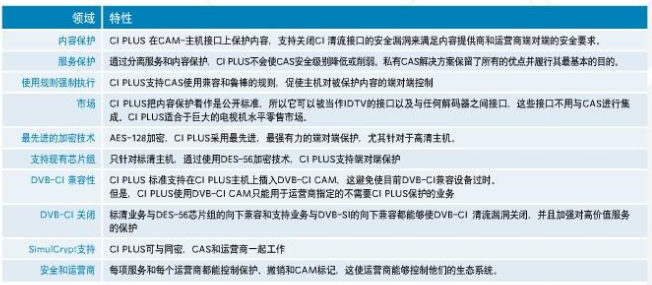 领域 特性
内容保护 CI PLUS 在CAM-主机接口上保护内容，支持关闭CI 清流接口的安全漏洞来满足内容提供商和运营商端对端的安全要求。
服务保护 通过分离服务和内容保护，CI PLUS不会使CAS安全级别降低或削弱。私有CAS解决方案保留了所有的优点并履行其最基本的目的。
使用规则强制执行 CI PLUS支持CAS使用兼容和鲁棒的规则，促使主机对被保护内容的端对端控制
市场 CI PLUS把内容保护看作是公开标准，所以它可以被当作IDTV的接口以及与任何解码器之间接口，这些接口不用与CAS进行集
成。CI PLUS适合于巨大的电视机水平零售市场。
最先进的加密技术 AES-128加密，CI PLUS采用最先进，最强有力的端对端保护，尤其针对于高清主机。
支持现有芯片组 只针对标清主机，通过使用DES-56加密技术，CI PLUS支持端对端保护
DVB-CI 兼容性 CI PLUS 标准支持在CI PLUS主机上插入DVB-CI CAM，这避免使目前DVB-CI兼容设备过时。
但是，CI PLUS使用DVB-CI CAM只能用于运营商指定的不需要CI PLUS保护的业务
DVB-CI 关闭 标清业务与DES-56芯片组的向下兼容和支持业务与DVB-SI的向下兼容都能够使DVB-CI 清流漏洞关闭，并且加强对高价值服务
的保护
SimulCrypt支持 CI PLUS可与同密，CAS和运营商一起工作
安全和运营商 每项服务和每个运营商都能控制保护、撤销和CAM标记，这使运营商能够控制他们的生态系统。